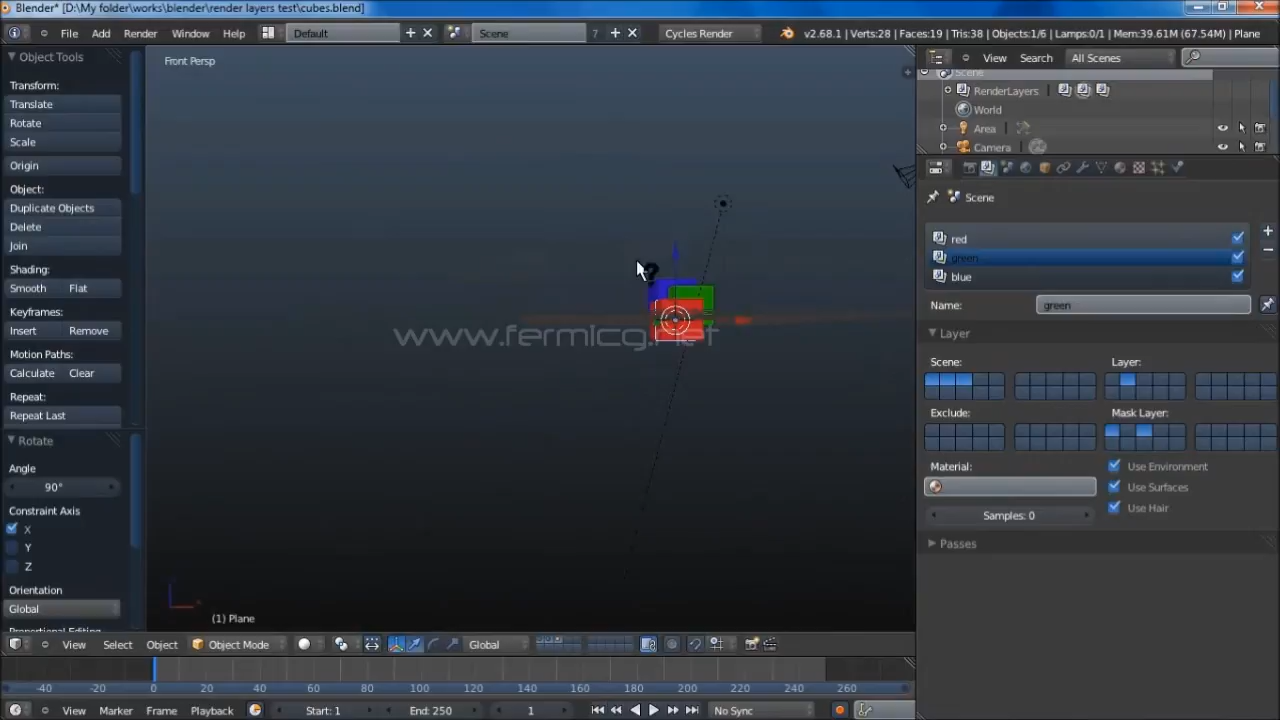 Blender* [D:\My folder\works\blender\render layers test\cubes.blend]
File Add Render Window Help Default Scene ? Cycles Render v2.68.1 | Verts:28 | Faces:19 | Tris:38 | Objects:1/6 | Lamps:0/1 | Mem:39.61M (67.54M) | Plane
Object Tools
Transform:
Translate
Rotate
Scale
Origin
Object:
Duplicate Objects
Delete
Join
Shading:
Smooth Flat
Keyframes:
Insert Remove
Motion Paths:
Calculate Clear
Repeat:
Repeat Last
Rotate
Angle
90°
Constraint Axis
X
Y
Z
Orientation
Global
Proportional Editing
Front Persp
www.fermicg.net
(1) Plane
View Select Object Object Mode Global
View Search All Scenes
Scene
RenderLayers
World
Area
Camera
Scene
red
green
blue
Name: green
Layer
Scene: Layer:
Exclude: Mask Layer:
Material: Use Environment
Use Surfaces
Samples: 0 Use Hair
Passes
-40 -20 0 20 40 60 80 100 120 140 160 180 200 220 240 260
View Marker Frame Playback Start: 1 End: 250 1 No Sync